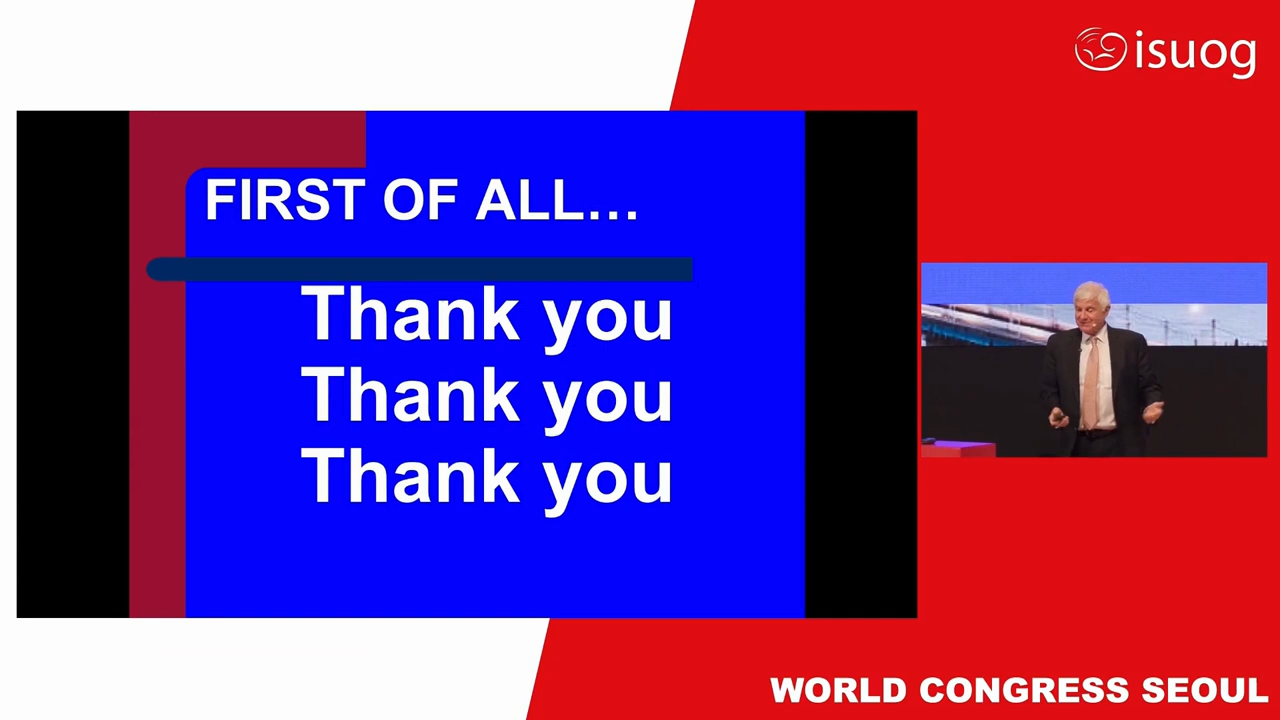 isuog
FIRST OF ALL...
Thank you
Thank you
Thank you
WORLD CONGRESS SEOUL